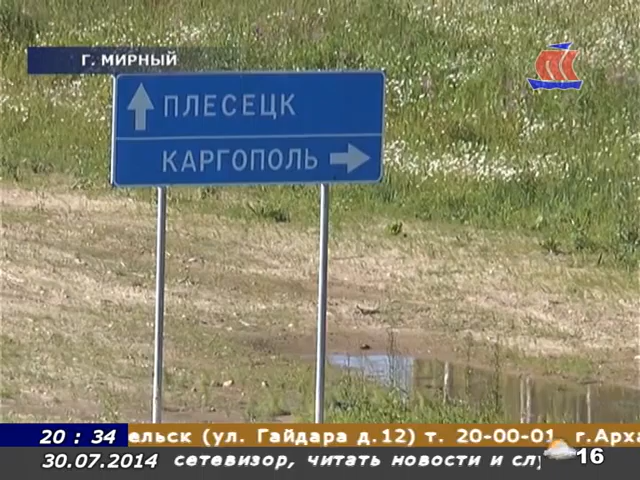 Г. МИРНЫЙ
ПЛЕСЕЦК
КАРГОПОЛЬ
20 : 34 ельск (ул. Гайдара д.12) т. 20-00-01 г.Арха
30.07.2014 сетевизор, читать новости и слу 16